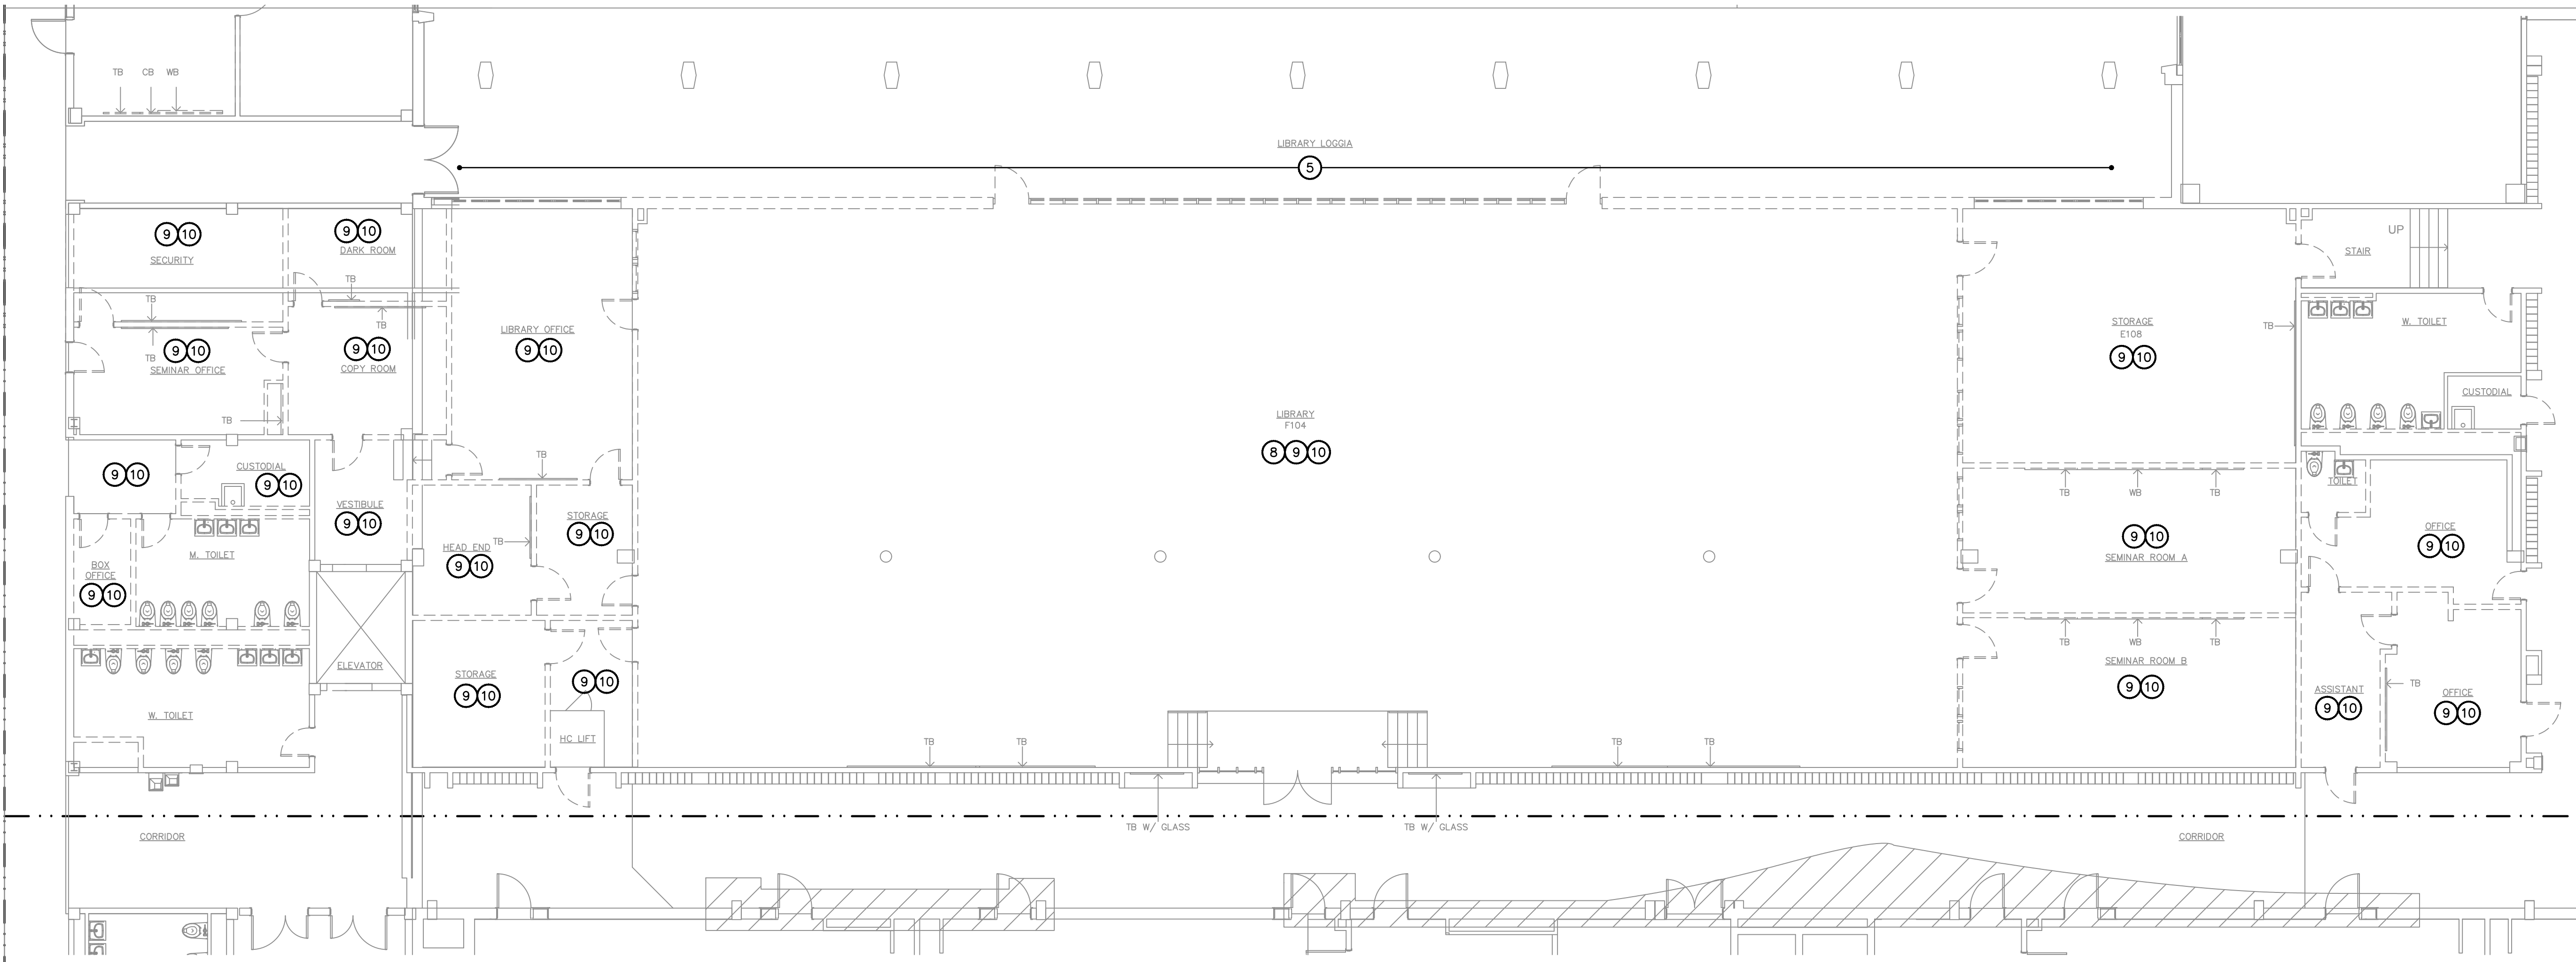 TB CB WB
LIBRARY LOGGIA
5
9 10
SECURITY
9 10
DARK ROOM
TB
TB
TB
TB
TB
9 10
SEMINAR OFFICE
9 10
COPY ROOM
TB
LIBRARY OFFICE
9 10
LIBRARY
F104
8 9 10
STORAGE
E108
9 10
TB
STAIR
UP
W. TOILET
CUSTODIAL
9 10
CUSTODIAL
9 10
VESTIBULE
9 10
TB
STORAGE
9 10
TB
HEAD END
9 10
M. TOILET
BOX
OFFICE
9 10
TB WB TB
9 10
SEMINAR ROOM A
TOILET
OFFICE
9 10
ELEVATOR
STORAGE
9 10
9 10
HC LIFT
W. TOILET
TB WB TB
SEMINAR ROOM B
9 10
ASSISTANT
9 10
TB
OFFICE
9 10
TB TB
TB TB
TB W/ GLASS
TB W/ GLASS
CORRIDOR
CORRIDOR